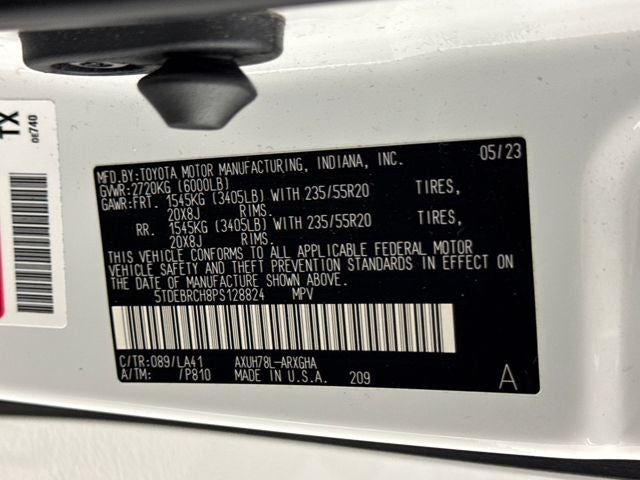 TX
0E740
MFD.BY:TOYOTA MOTOR MANUFACTURING, INDIANA, INC. 05/23
GVWR:2720KG (6000LB)
GAWR:FRT. 1545KG (3405LB) WITH 235/55R20 TIRES,
20X8J RIMS.
RR. 1545KG (3405LB) WITH 235/55R20 TIRES,
20X8J RIMS.
THIS VEHICLE CONFORMS TO ALL APPLICABLE FEDERAL MOTOR
VEHICLE SAFETY AND THEFT PREVENTION STANDARDS IN EFFECT ON
THE DATE OF MANUFACTURE SHOWN ABOVE.
5TDEBRCH8PS128824 MPV
C/TR:089/LA41 AXUH78L-ARXGHA
A/TM: /P810 MADE IN U.S.A. 209 A